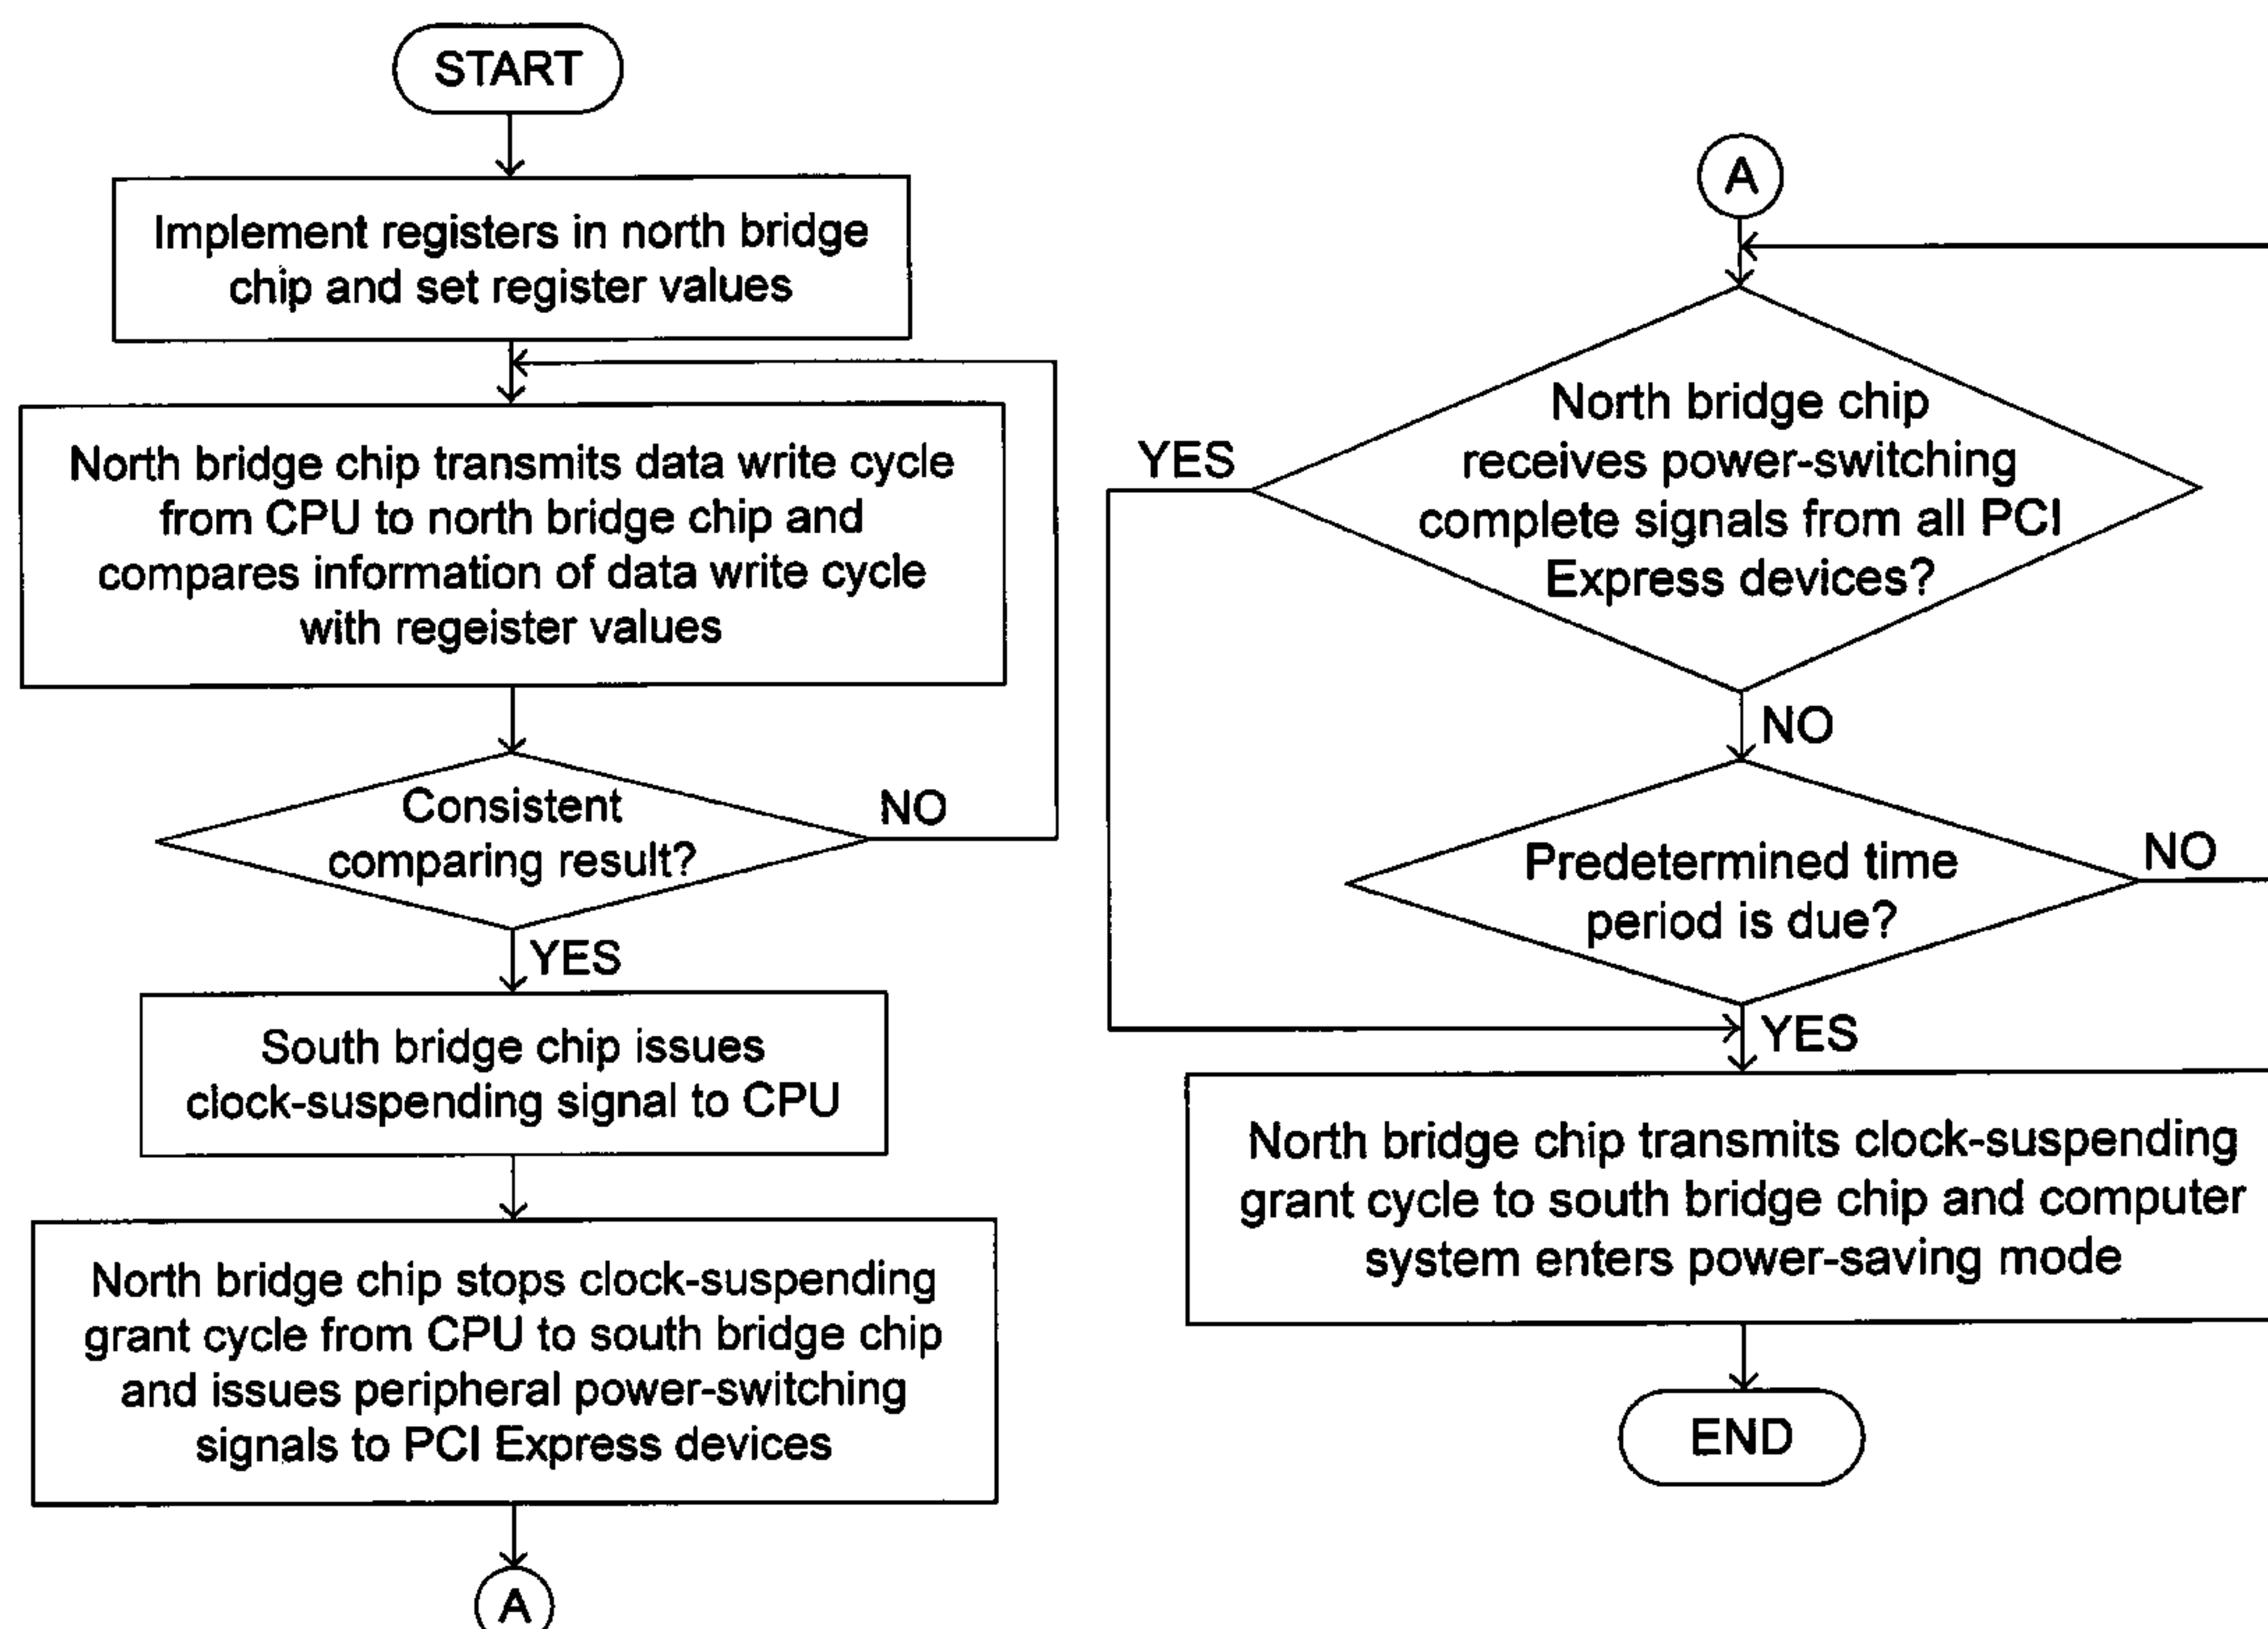 START
Implement registers in north bridge
chip and set register values
North bridge chip transmits data write cycle
from CPU to north bridge chip and
compares information of data write cycle
with regeister values
Consistent
comparing result?
NO
YES
South bridge chip issues
clock-suspending signal to CPU
North bridge chip stops clock-suspending
grant cycle from CPU to south bridge chip
and issues peripheral power-switching
signals to PCI Express devices
A
A
North bridge chip
receives power-switching
complete signals from all PCI
Express devices?
YES
NO
Predetermined time
period is due?
NO
YES
North bridge chip transmits clock-suspending
grant cycle to south bridge chip and computer
system enters power-saving mode
END